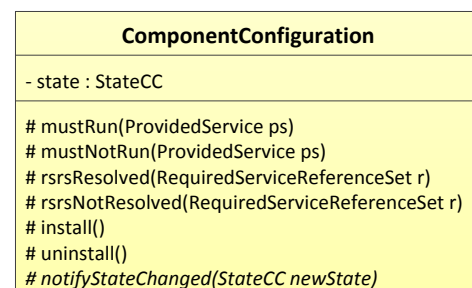 ComponentConfiguration
- state : StateCC
# mustRun(ProvidedService ps)
# mustNotRun(ProvidedService ps)
# rsrsResolved(RequiredServiceReferenceSet r)
# rsrsNotResolved(RequiredServiceReferenceSet r)
# install()
# uninstall()
# notifyStateChanged(StateCC newState)